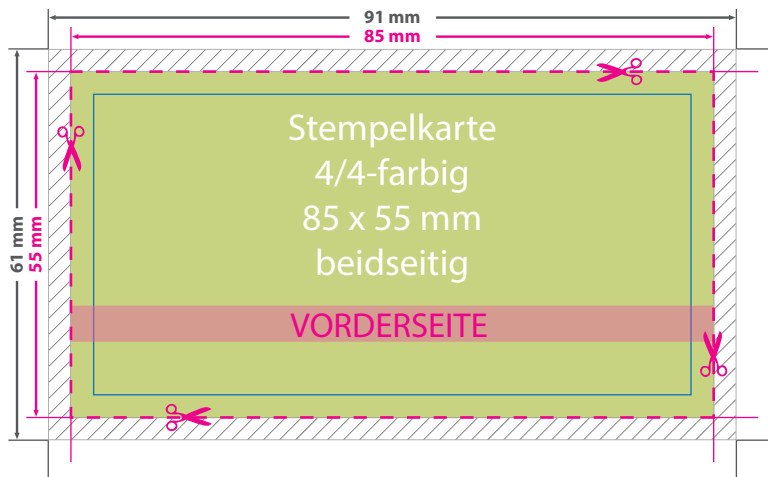 91 mm
85 mm
61 mm
55 mm
Stempelkarte
4/4-farbig
85 x 55 mm
beidseitig
VORDERSEITE